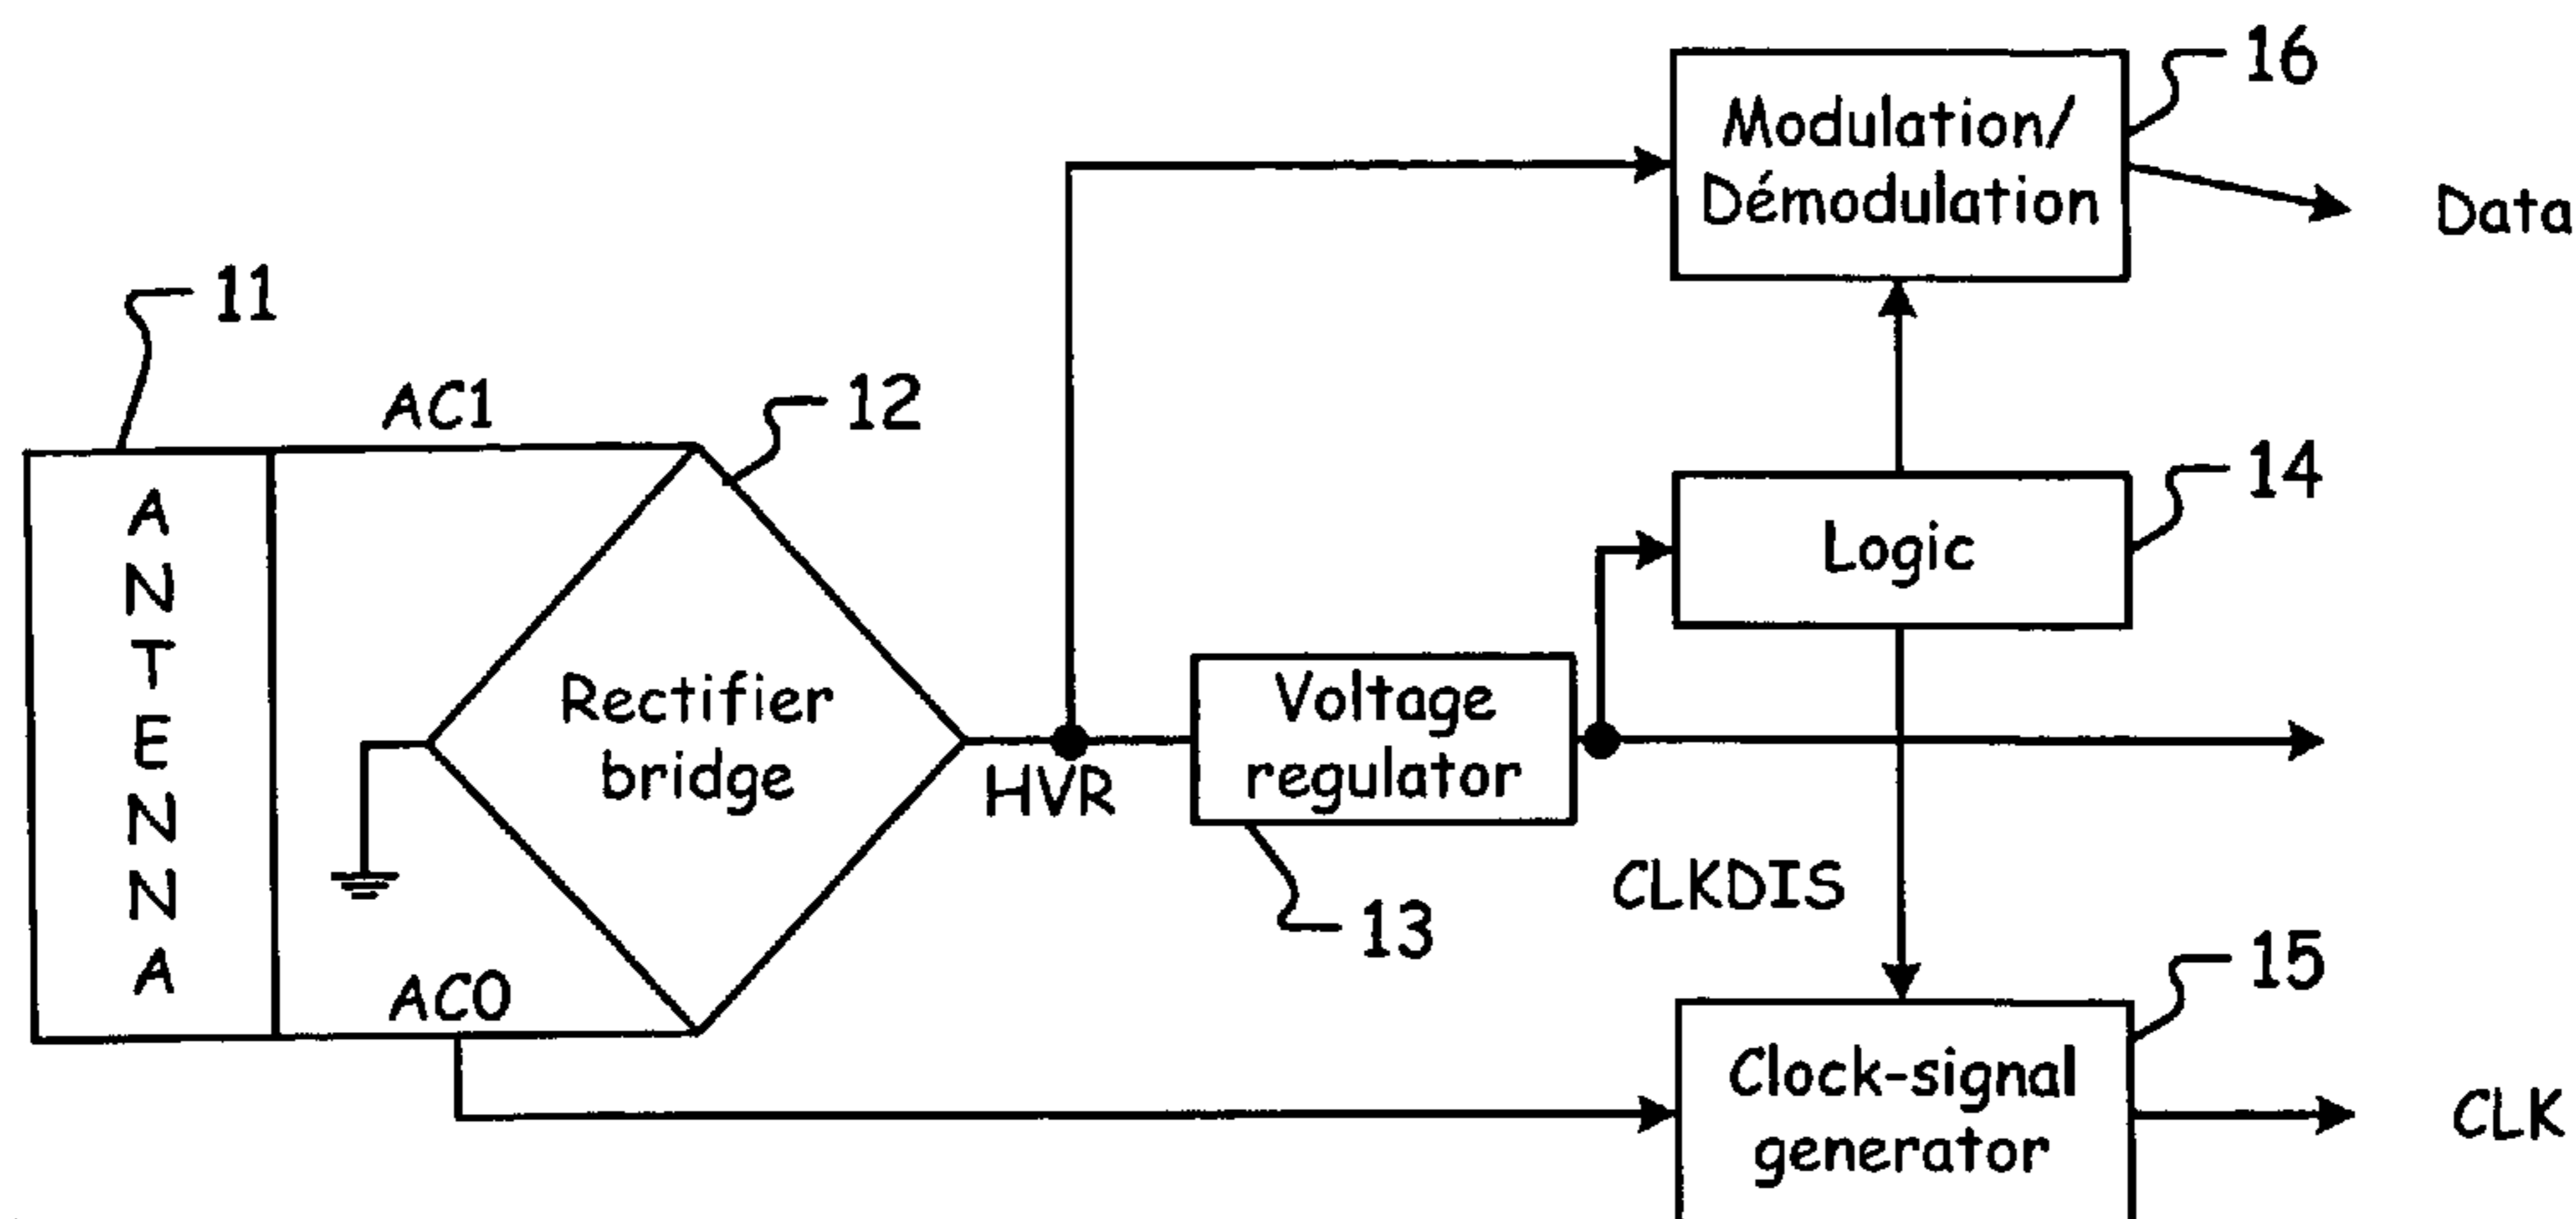 16
Modulation/
Démodulation
Data
11
AC1
12
14
Logic
ANTENNA
Rectifier
bridge
HVR
Voltage
regulator
CLKDIS
13
AC0
15
Clock-signal
generator
CLK